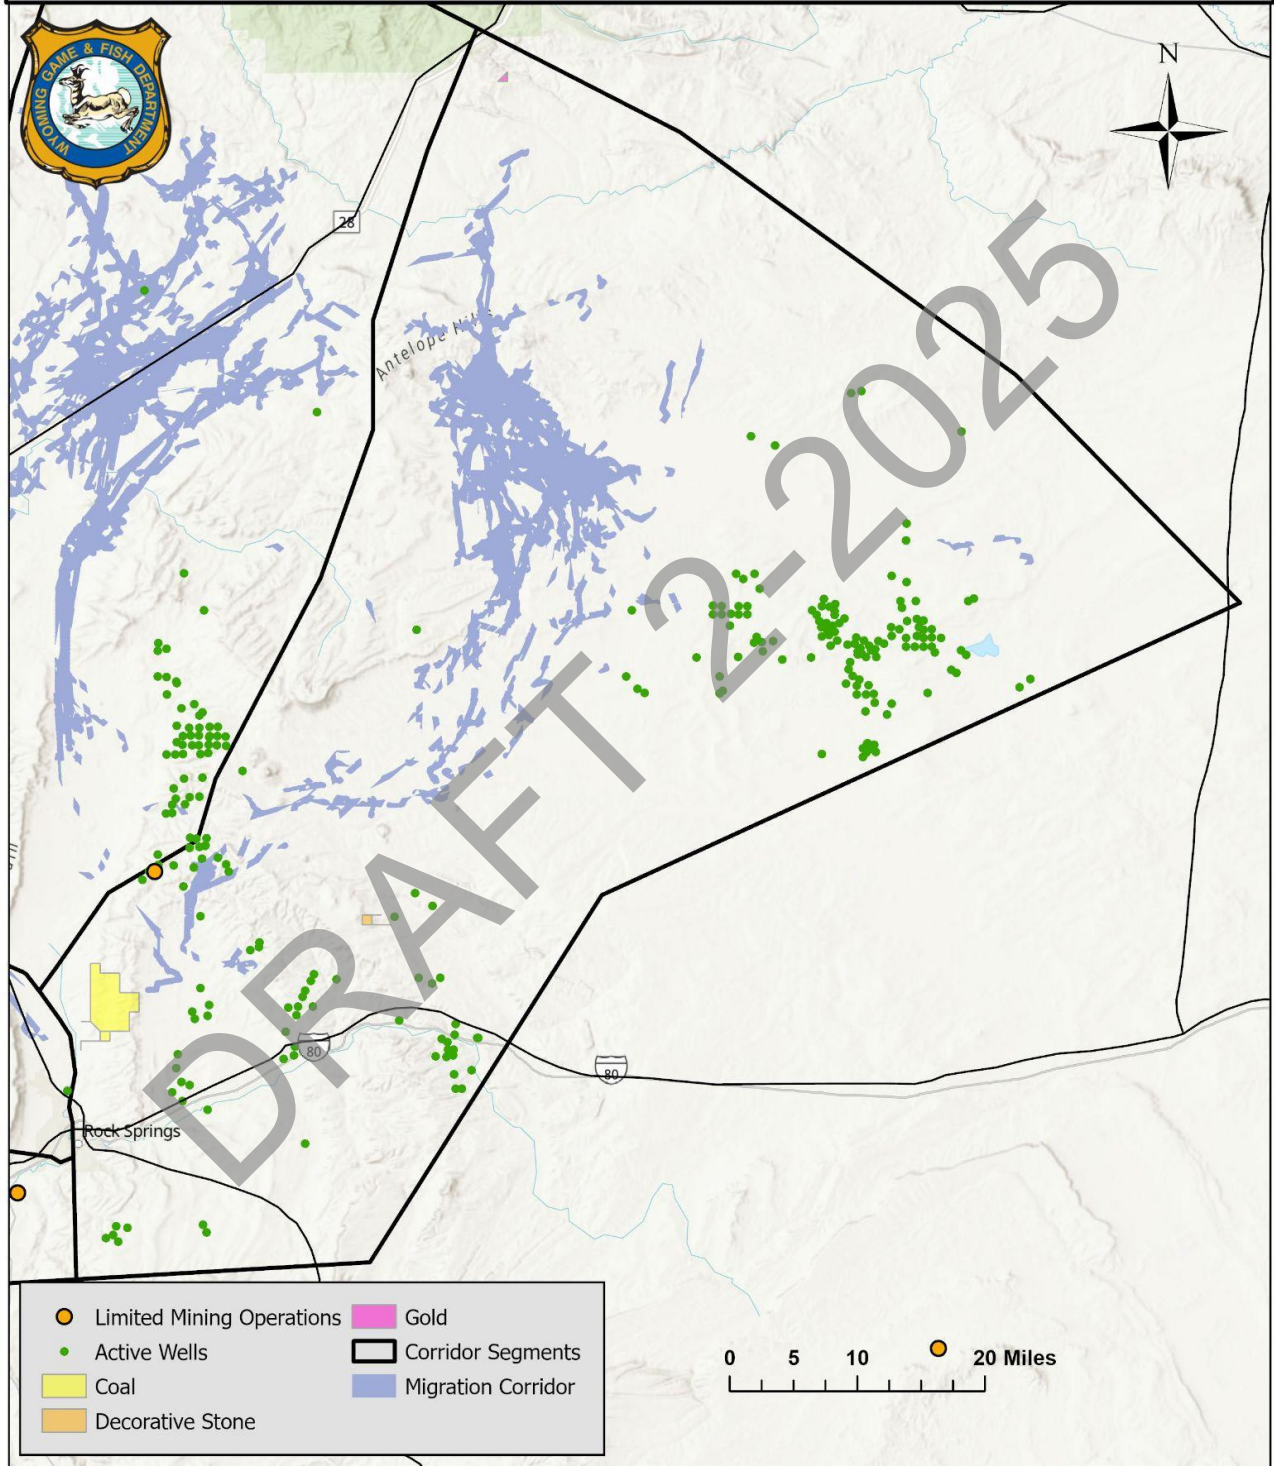 WYOMING GAME & FISH DEPARTMENT
N
28
Antelope Hills
DRAFT 2-2025
80
80
Rock Springs
Limited Mining Operations
Gold
Active Wells
Corridor Segments
Coal
Migration Corridor
Decorative Stone
0 5 10 20 Miles